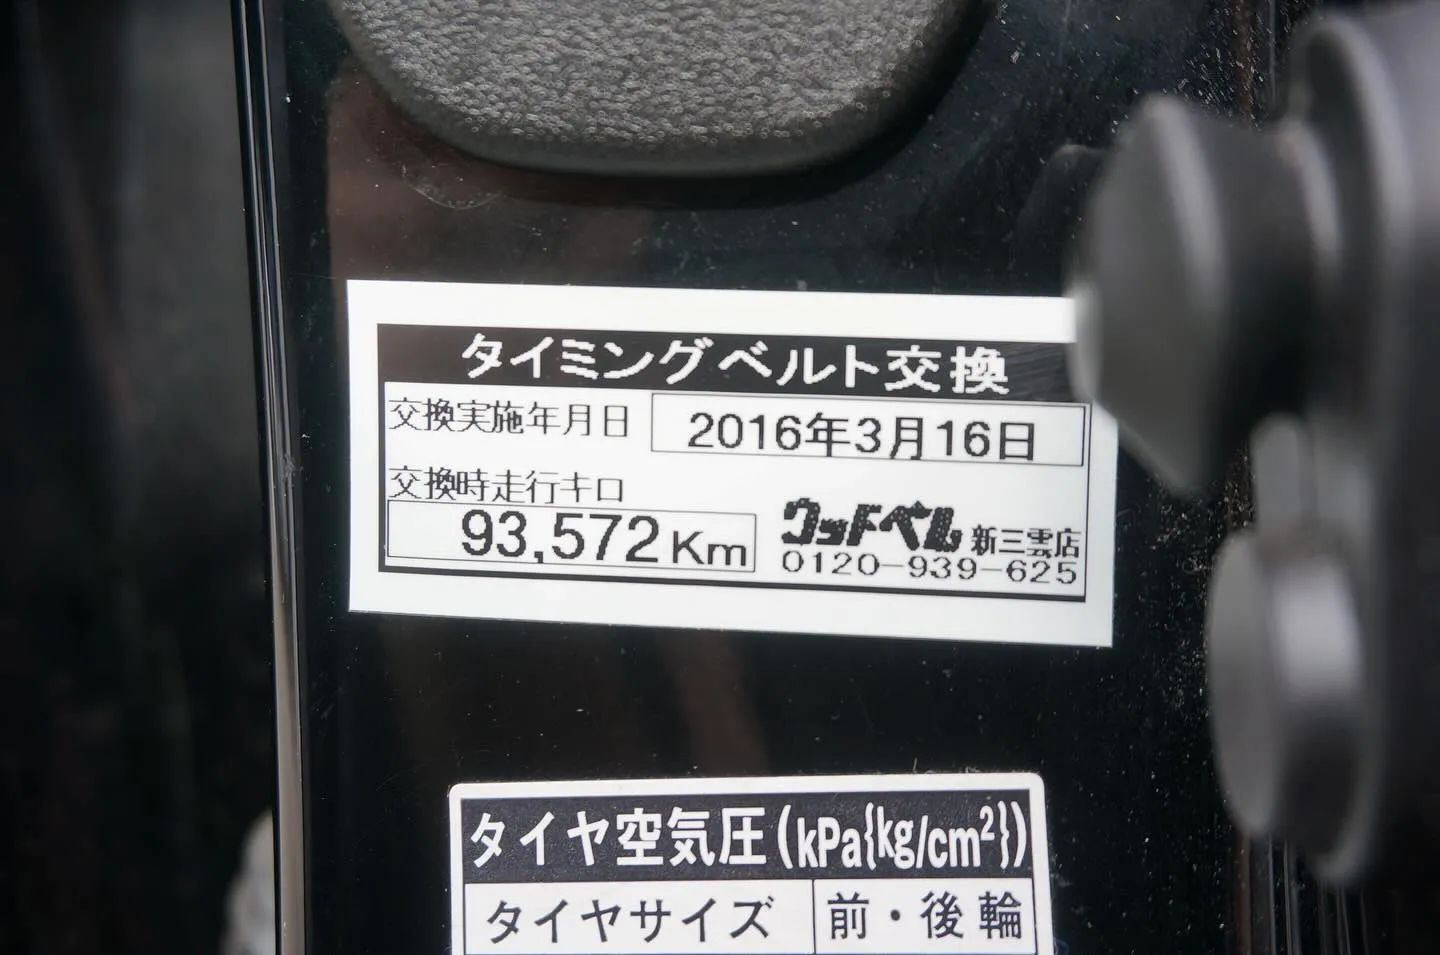 タイミングベルト交換
交換実施年月日 2016年3月16日
交換時走行キロ
93,572Km ウッドベル 新三雲店
0120-939-625
タイヤ空気圧(kPa{kg/cm²})
タイヤサイズ 前・後輪